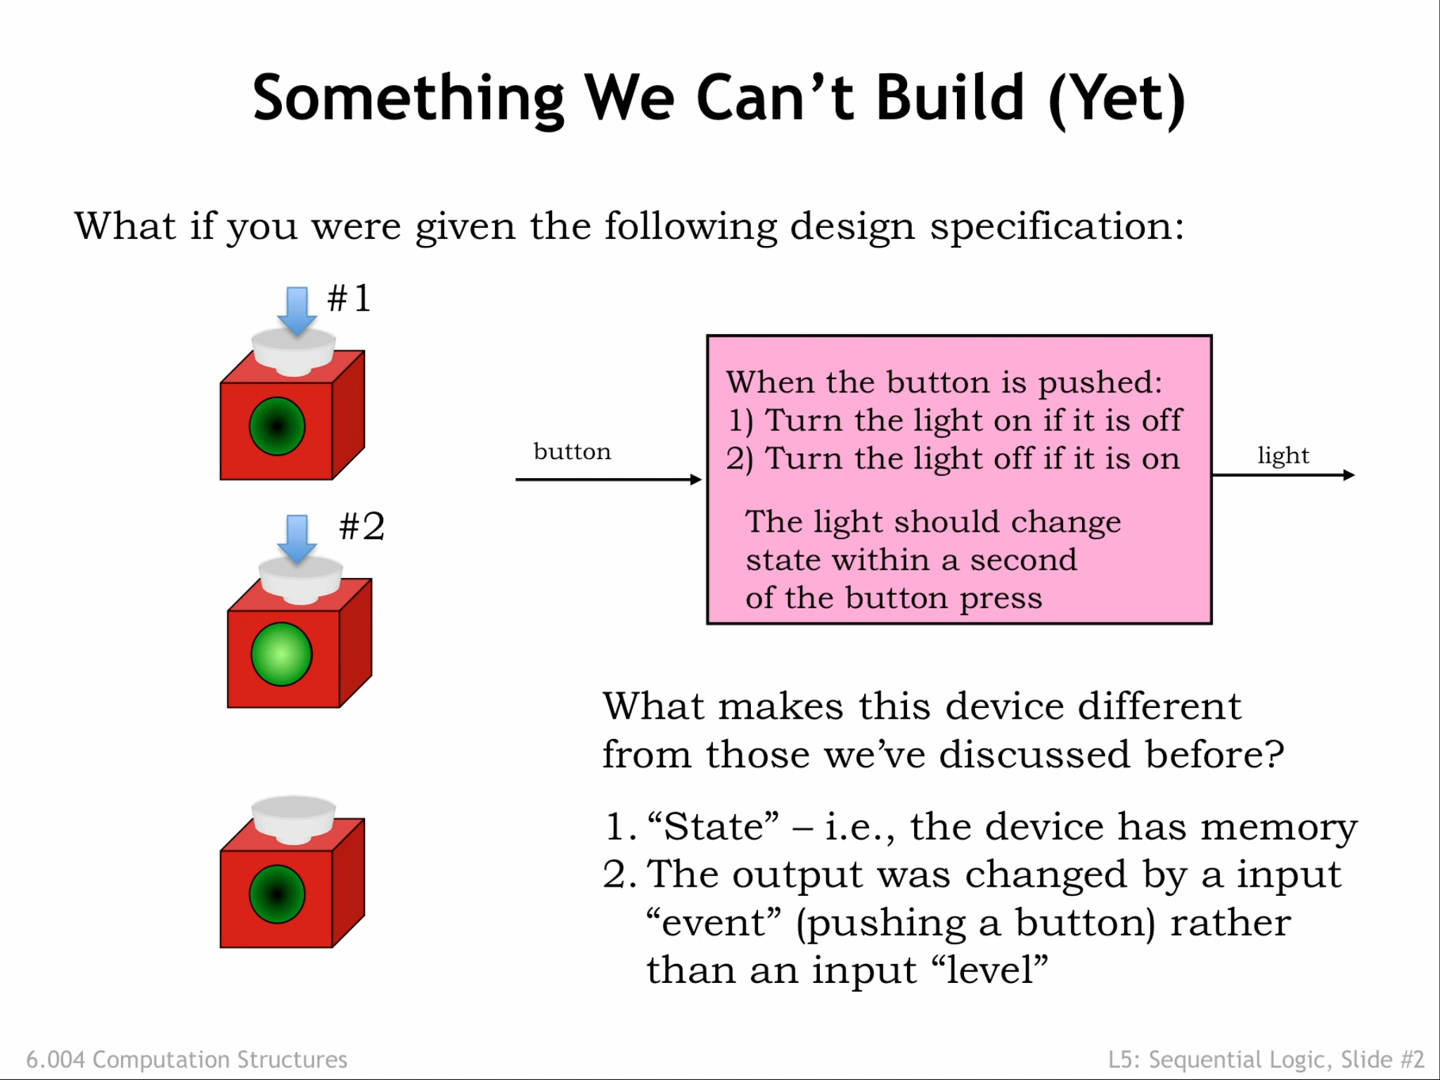 Something We Can’t Build (Yet)
What if you were given the following design specification:
#1
#2
button
When the button is pushed:
1) Turn the light on if it is off
2) Turn the light off if it is on
The light should change
state within a second
of the button press
light
What makes this device different
from those we’ve discussed before?
1. “State” – i.e., the device has memory
2. The output was changed by a input
“event” (pushing a button) rather
than an input “level”
6.004 Computation Structures
L5: Sequential Logic, Slide #2